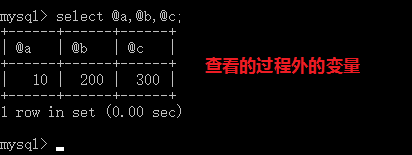 mysql> select @a,@b,@c;
+------+------+------+
| @a   | @b   | @c   |
+------+------+------+
|   10 |  200 |  300 |
+------+------+------+
查看的过程外的变量
1 row in set (0.00 sec)
mysql>